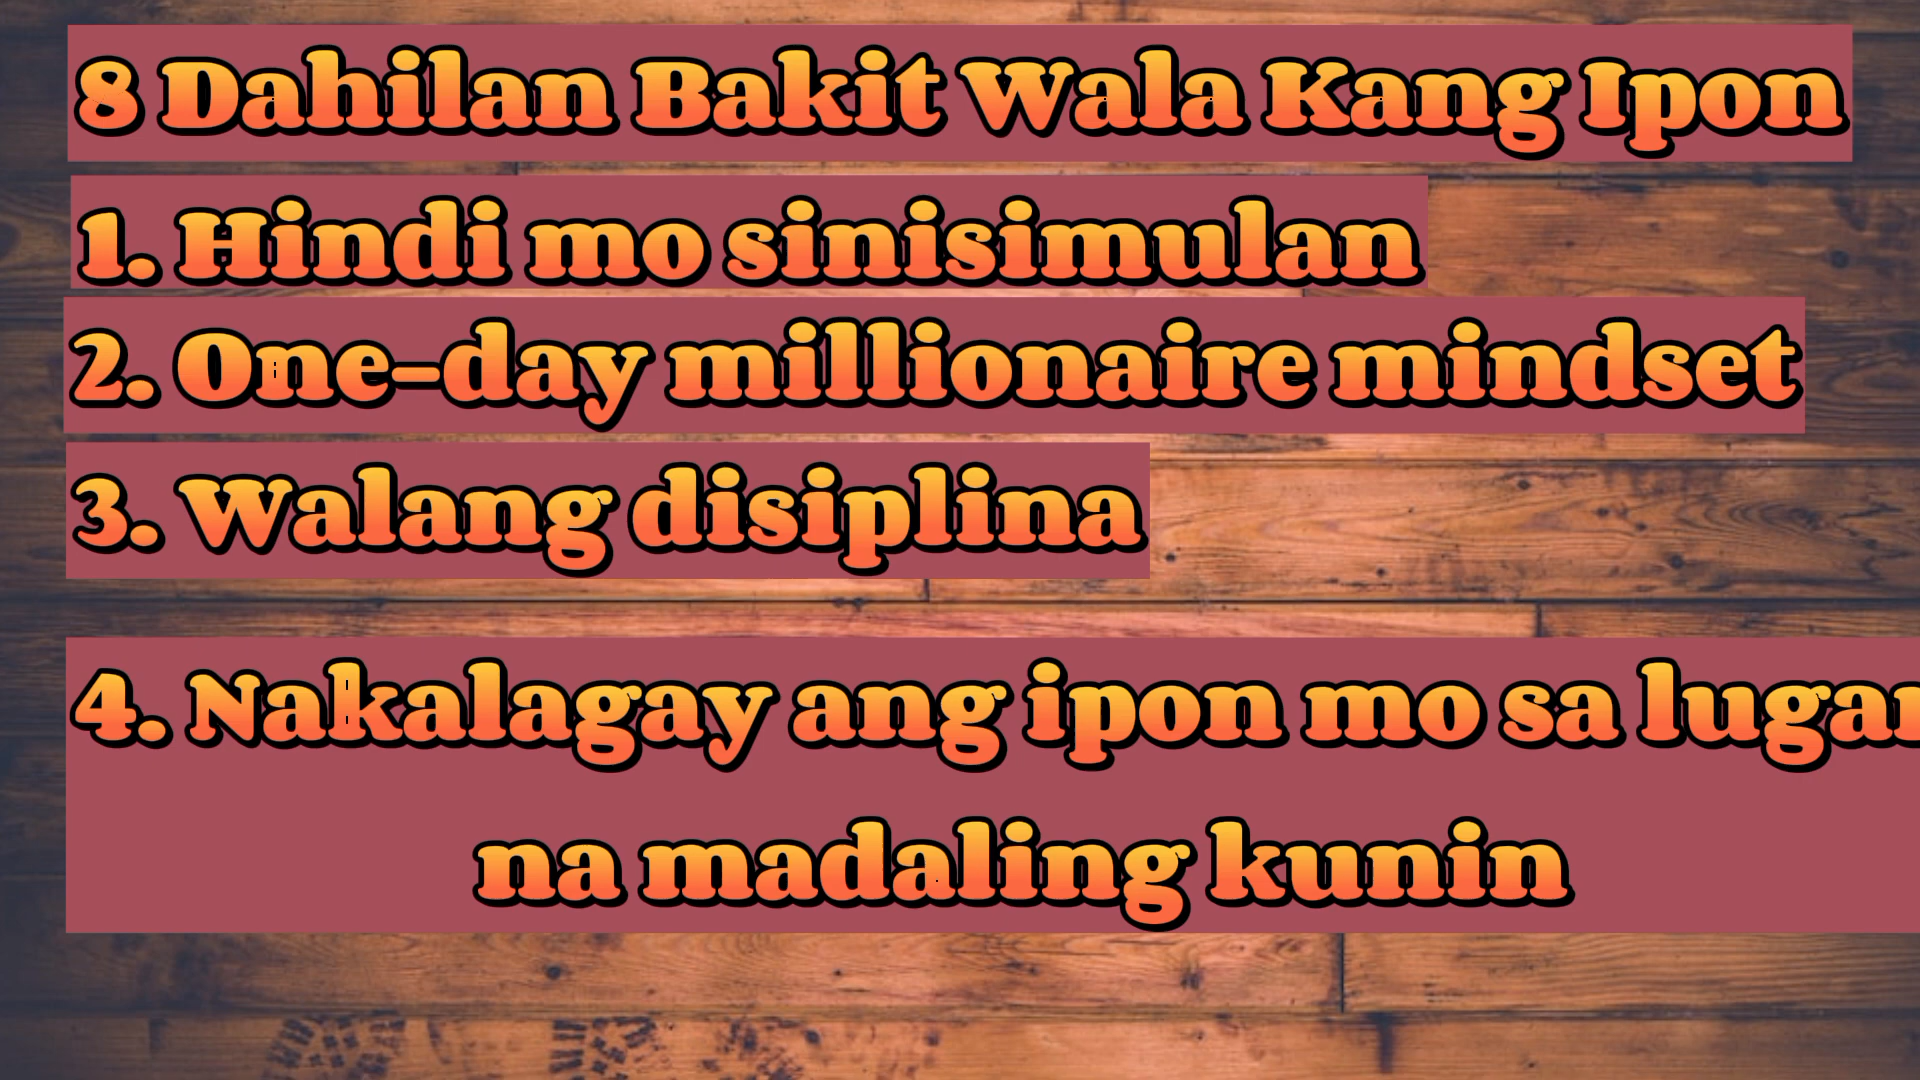 8 Dahilan Bakit Wala Kang Ipon
1. Hindi mo sinisimulan
2. One-day millionaire mindset
3. Walang disiplina
4. Nakalagay ang ipon mo sa lugar
na madaling kunin